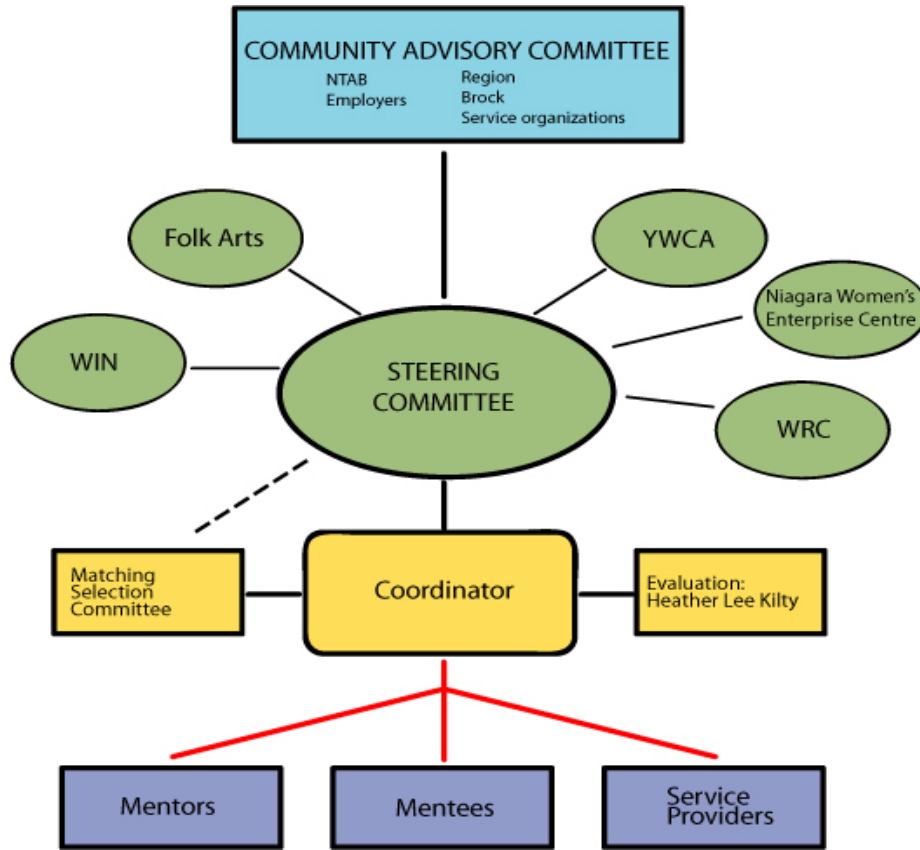 COMMUNITY ADVISORY COMMITTEE
NTAB
Employers
Region
Brock
Service organizations
Folk Arts
YWCA
Niagara Women's
Enterprise Centre
WIN
STEERING
COMMITTEE
WRC
Matching
Selection
Committee
Coordinator
Evaluation:
Heather Lee Kilty
Mentors
Mentees
Service
Providers